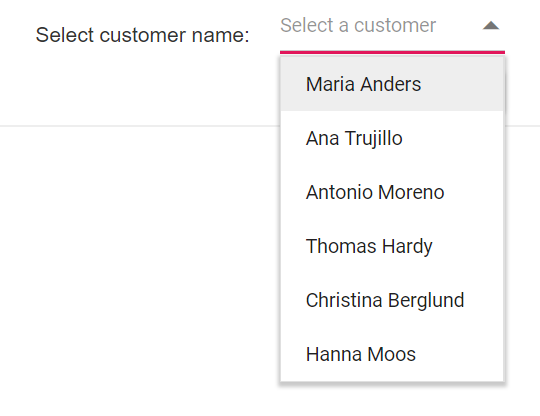 Select customer name:
Select a customer
Maria Anders
Ana Trujillo
Antonio Moreno
Thomas Hardy
Christina Berglund
Hanna Moos